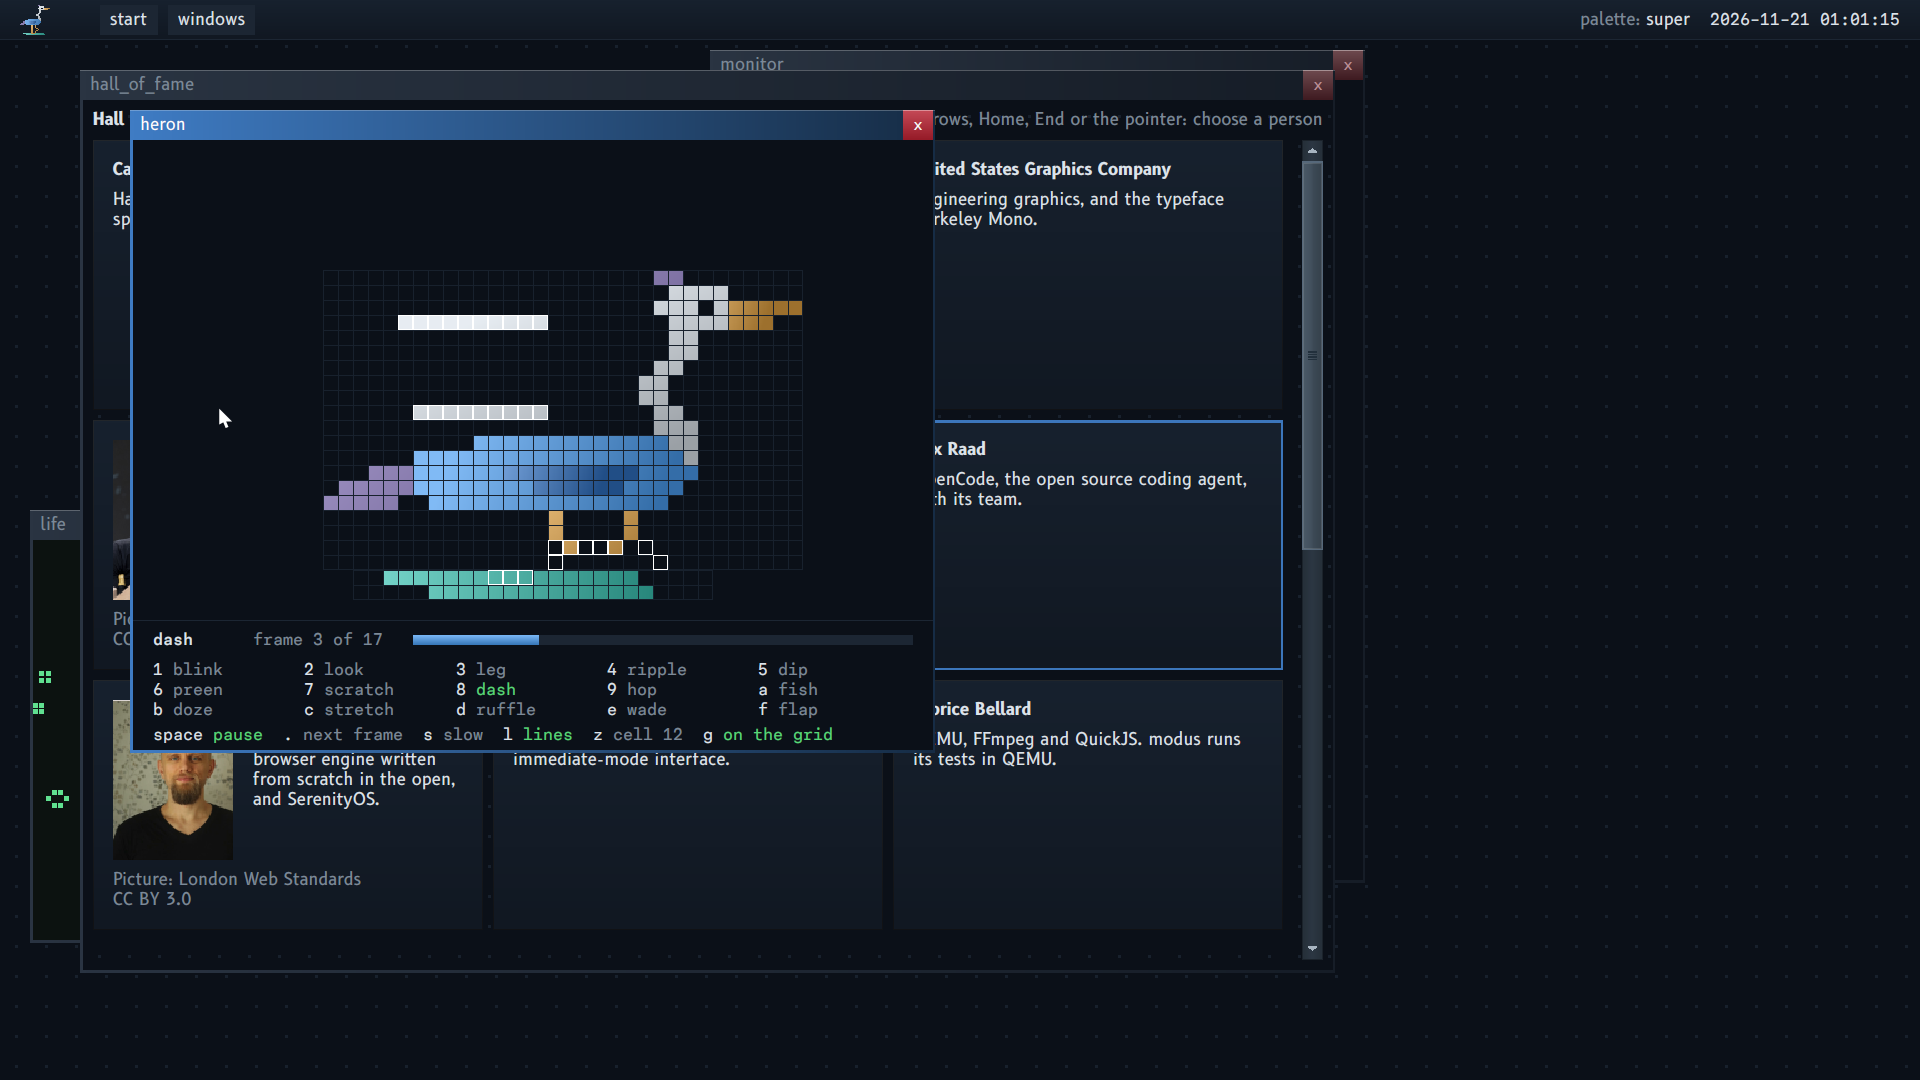 start windows palette: super 2026-11-21 01:01:15
monitor x
hall_of_fame x
Hall
heron x
rows, Home, End or the pointer: choose a person
ited States Graphics Company
gineering graphics, and the typeface
rkeley Mono.
x Raad
enCode, the open source coding agent,
h its team.
life
dash frame 3 of 17
1 blink 2 look 3 leg 4 ripple 5 dip
6 preen 7 scratch 8 dash 9 hop a fish
b doze c stretch d ruffle e wade f flap
space pause . next frame s slow l lines z cell 12 g on the grid
browser engine written
from scratch in the open,
and SerenityOS.
Picture: London Web Standards
CC BY 3.0
immediate-mode interface.
brice Bellard
MU, FFmpeg and QuickJS. modus runs
its tests in QEMU.